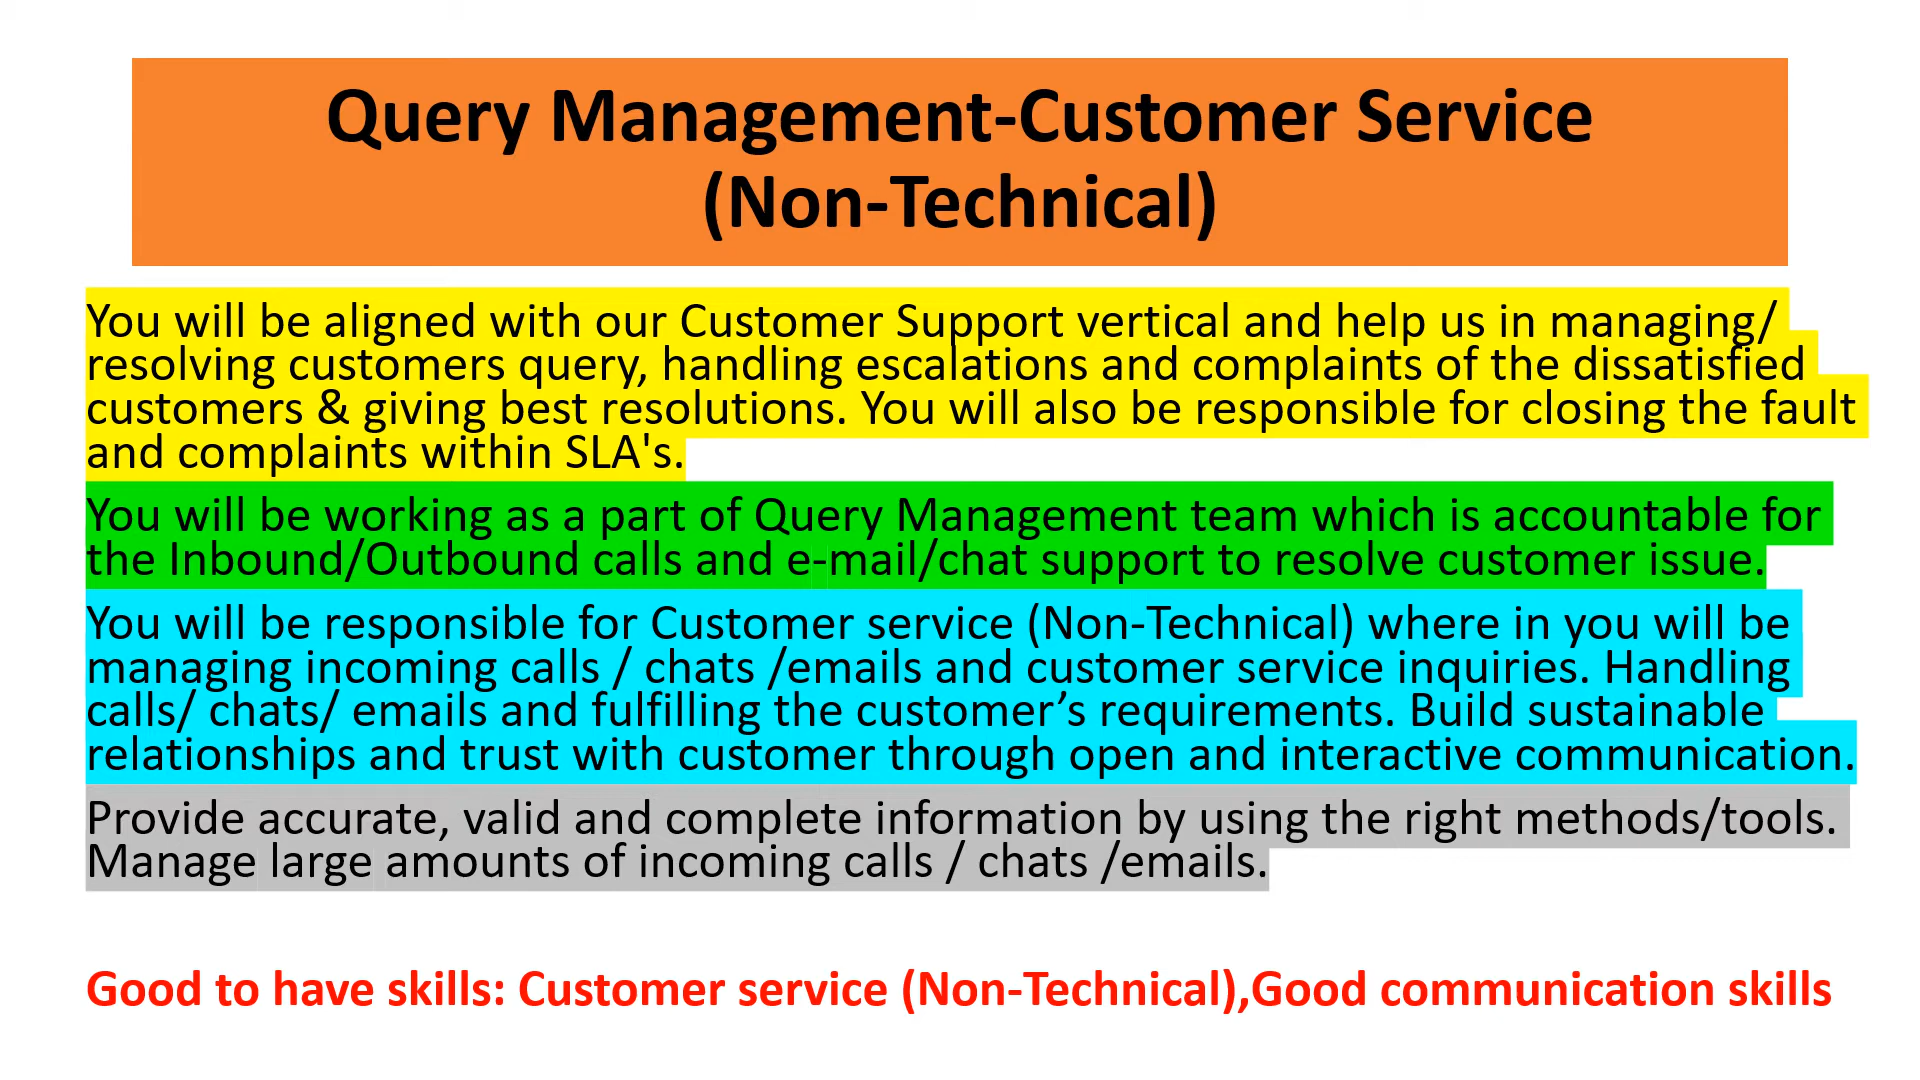 Query Management-Customer Service
(Non-Technical)
You will be aligned with our Customer Support vertical and help us in managing/
resolving customers query, handling escalations and complaints of the dissatisfied
customers & giving best resolutions. You will also be responsible for closing the fault
and complaints within SLA's.
You will be working as a part of Query Management team which is accountable for
the Inbound/Outbound calls and e-mail/chat support to resolve customer issue.
You will be responsible for Customer service (Non-Technical) where in you will be
managing incoming calls / chats /emails and customer service inquiries. Handling
calls/ chats/ emails and fulfilling the customer’s requirements. Build sustainable
relationships and trust with customer through open and interactive communication.
Provide accurate, valid and complete information by using the right methods/tools.
Manage large amounts of incoming calls / chats /emails.
Good to have skills: Customer service (Non-Technical),Good communication skills